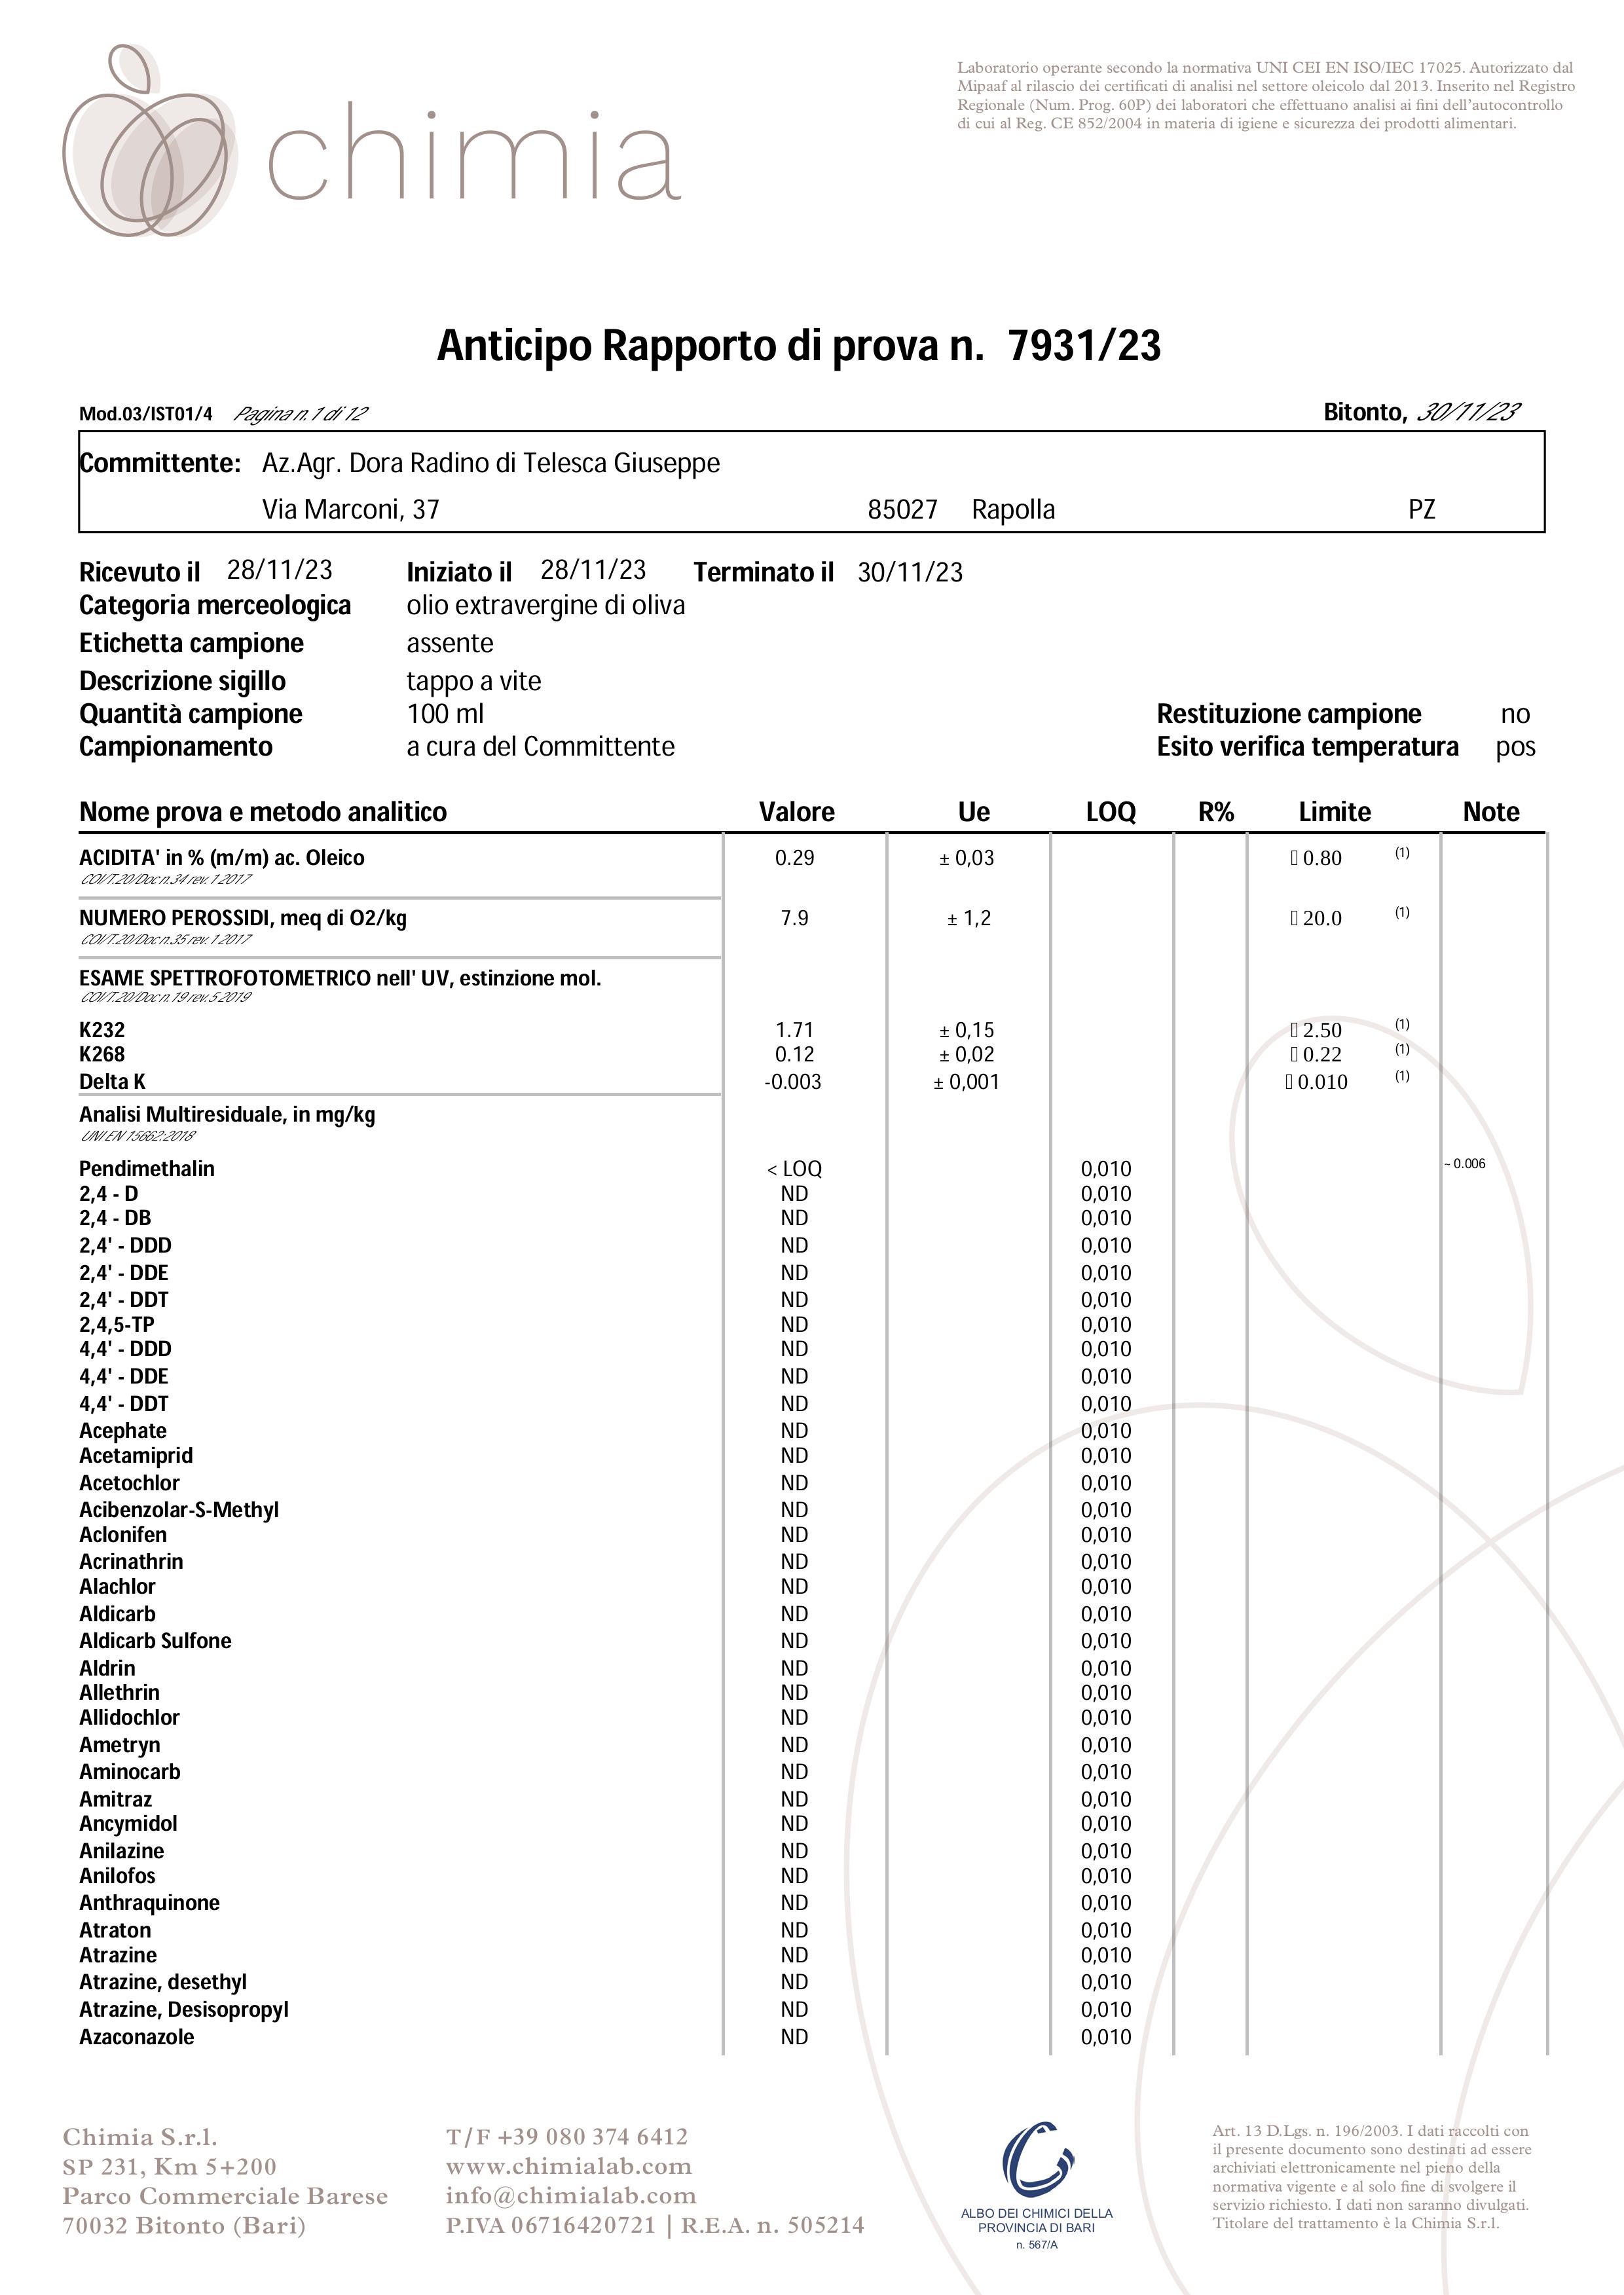 chimia
Laboratorio operante secondo la normativa UNI CEI EN ISO/IEC 17025. Autorizzato dal
Mipaaf al rilascio dei certificati di analisi nel settore oleicolo dal 2013. Inserito nel Registro
Regionale (Num. Prog. 60P) dei laboratori che effettuano analisi ai fini dell'autocontrollo
di cui al Reg. CE 852/2004 in materia di igiene e sicurezza dei prodotti alimentari.
Anticipo Rapporto di prova n. 7931/23
Mod.03/IST01/4 Pagina n. 1 di 12 Bitonto, 30/11/23
Committente: Az.Agr. Dora Radino di Telesca Giuseppe
Via Marconi, 37 85027 Rapolla PZ
Ricevuto il 28/11/23 Iniziato il 28/11/23 Terminato il 30/11/23
Categoria merceologica olio extravergine di oliva
Etichetta campione assente
Descrizione sigillo tappo a vite
Quantità campione 100 ml Restituzione campione no
Campionamento a cura del Committente Esito verifica temperatura pos
Nome prova e metodo analitico Valore Ue LOQ R% Limite Note
ACIDITA' in % (m/m) ac. Oleico 0.29 ± 0,03 0.80 (1)
COI/T.20/Doc n.34 rev. 1 2017
NUMERO PEROSSIDI, meq di O2/kg 7.9 ± 1,2 20.0 (1)
COI/T.20/Doc n.35 rev. 1 2017
ESAME SPETTROFOTOMETRICO nell' UV, estinzione mol.
COI/T.20/Doc n. 19 rev. 5 2019
K232 1.71 ± 0,15 2.50 (1)
K268 0.12 ± 0,02 0.22 (1)
Delta K -0.003 ± 0,001 0.010 (1)
Analisi Multiresiduale, in mg/kg
UNI EN 15662:2018
Pendimethalin < LOQ 0,010 ~ 0.006
2,4 - D ND 0,010
2,4 - DB ND 0,010
2,4' - DDD ND 0,010
2,4' - DDE ND 0,010
2,4' - DDT ND 0,010
2,4,5-TP ND 0,010
4,4' - DDD ND 0,010
4,4' - DDE ND 0,010
4,4' - DDT ND 0,010
Acephate ND 0,010
Acetamiprid ND 0,010
Acetochlor ND 0,010
Acibenzolar-S-Methyl ND 0,010
Aclonifen ND 0,010
Acrinathrin ND 0,010
Alachlor ND 0,010
Aldicarb ND 0,010
Aldicarb Sulfone ND 0,010
Aldrin ND 0,010
Allethrin ND 0,010
Allidochlor ND 0,010
Ametryn ND 0,010
Aminocarb ND 0,010
Amitraz ND 0,010
Ancymidol ND 0,010
Anilazine ND 0,010
Anilofos ND 0,010
Anthraquinone ND 0,010
Atraton ND 0,010
Atrazine ND 0,010
Atrazine, desethyl ND 0,010
Atrazine, Desisopropyl ND 0,010
Azaconazole ND 0,010
Chimia S.r.l.
SP 231, Km 5+200
Parco Commerciale Barese
70032 Bitonto (Bari)
T/F +39 080 374 6412
www.chimialab.com
info@chimialab.com
P.IVA 06716420721 | R.E.A. n. 505214
ALBO DEI CHIMICI DELLA
PROVINCIA DI BARI
n. 567/A
Art. 13 D.Lgs. n. 196/2003. I dati raccolti con
il presente documento sono destinati ad essere
archiviati elettronicamente nel pieno della
normativa vigente e al solo fine di svolgere il
servizio richiesto. I dati non saranno divulgati.
Titolare del trattamento è la Chimia S.r.l.